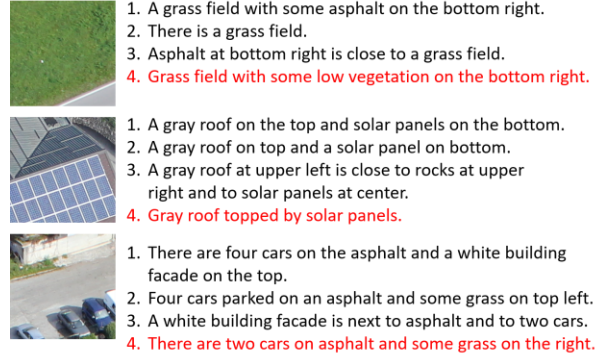 1. A grass field with some asphalt on the bottom right.
2. There is a grass field.
3. Asphalt at bottom right is close to a grass field.
4. Grass field with some low vegetation on the bottom right.
1. A gray roof on the top and solar panels on the bottom.
2. A gray roof on top and a solar panel on bottom.
3. A gray roof at upper left is close to rocks at upper
right and to solar panels at center.
4. Gray roof topped by solar panels.
1. There are four cars on the asphalt and a white building
facade on the top.
2. Four cars parked on an asphalt and some grass on top left.
3. A white building facade is next to asphalt and to two cars.
4. There are two cars on asphalt and some grass on the right.